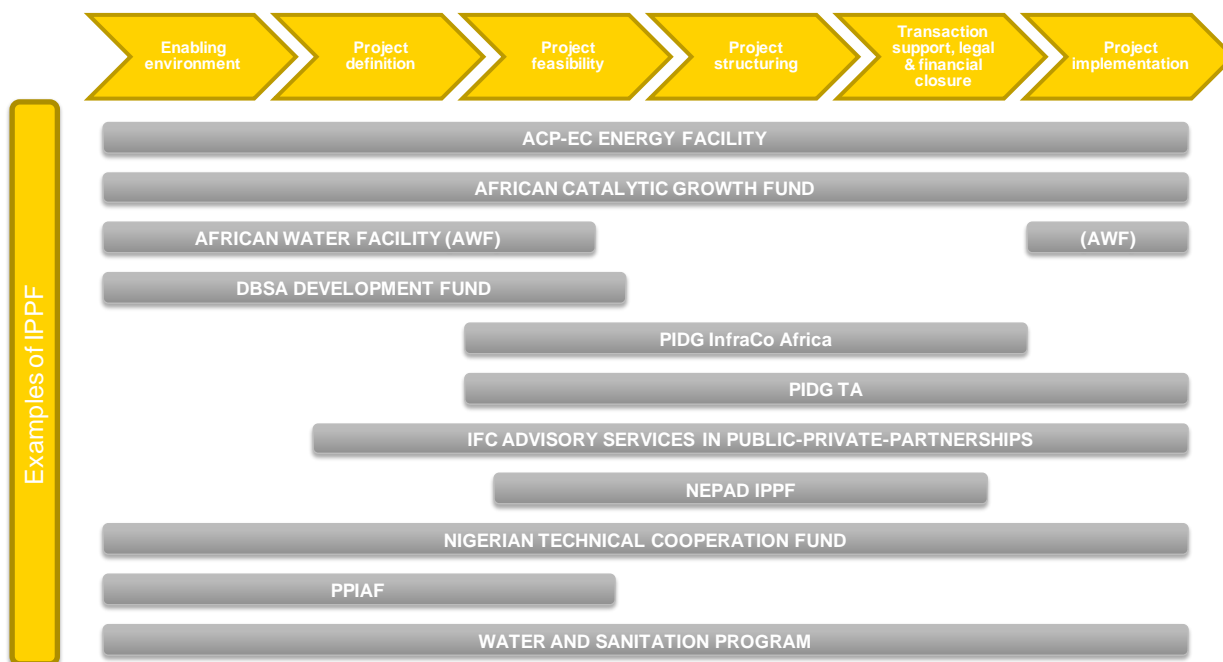 Enabling
environment
Project
definition
Project
feasibility
Project
structuring
Transaction
support, legal
& financial
closure
Project
implementation
Examples of IPPF
ACP-EC ENERGY FACILITY
AFRICAN CATALYTIC GROWTH FUND
AFRICAN WATER FACILITY (AWF)
(AWF)
DBSA DEVELOPMENT FUND
PIDG InfraCo Africa
PIDG TA
IFC ADVISORY SERVICES IN PUBLIC-PRIVATE-PARTNERSHIPS
NEPAD IPPF
NIGERIAN TECHNICAL COOPERATION FUND
PPIAF
WATER AND SANITATION PROGRAM